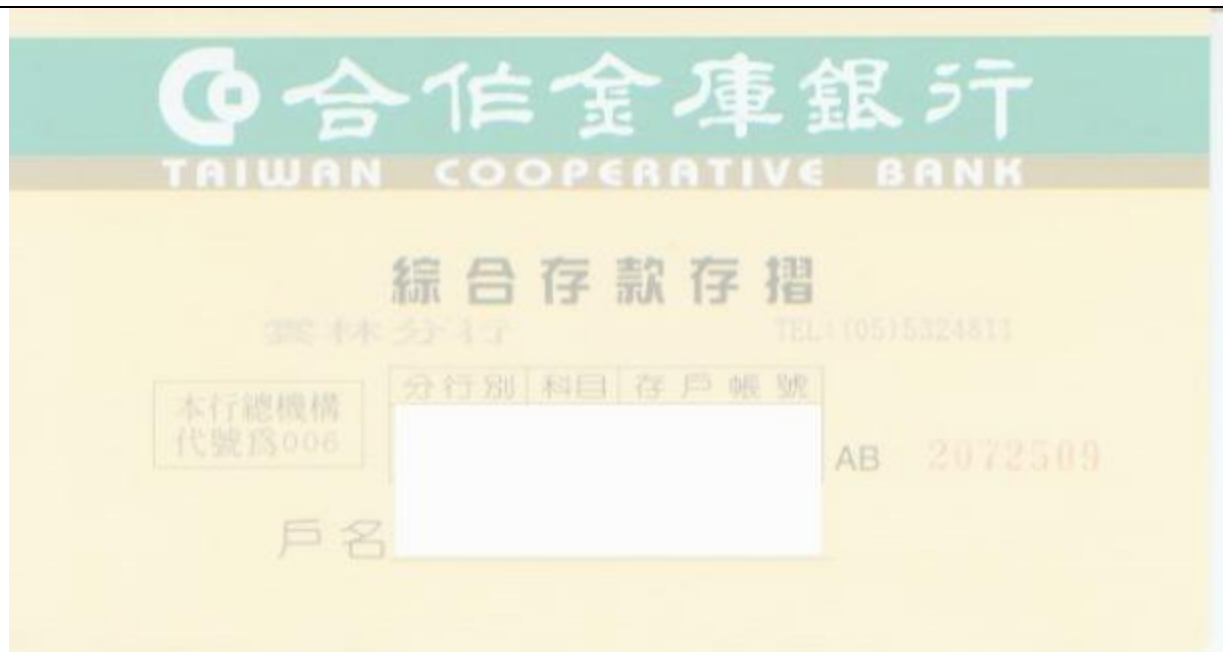 合作金庫銀行
TAIWAN COOPERATIVE BANK
綜合存款存摺
雲林分行 TEL:(05)5324811
分行別 科目 存戶帳號
本行總機構
代號為006
AB 2072509
戶名